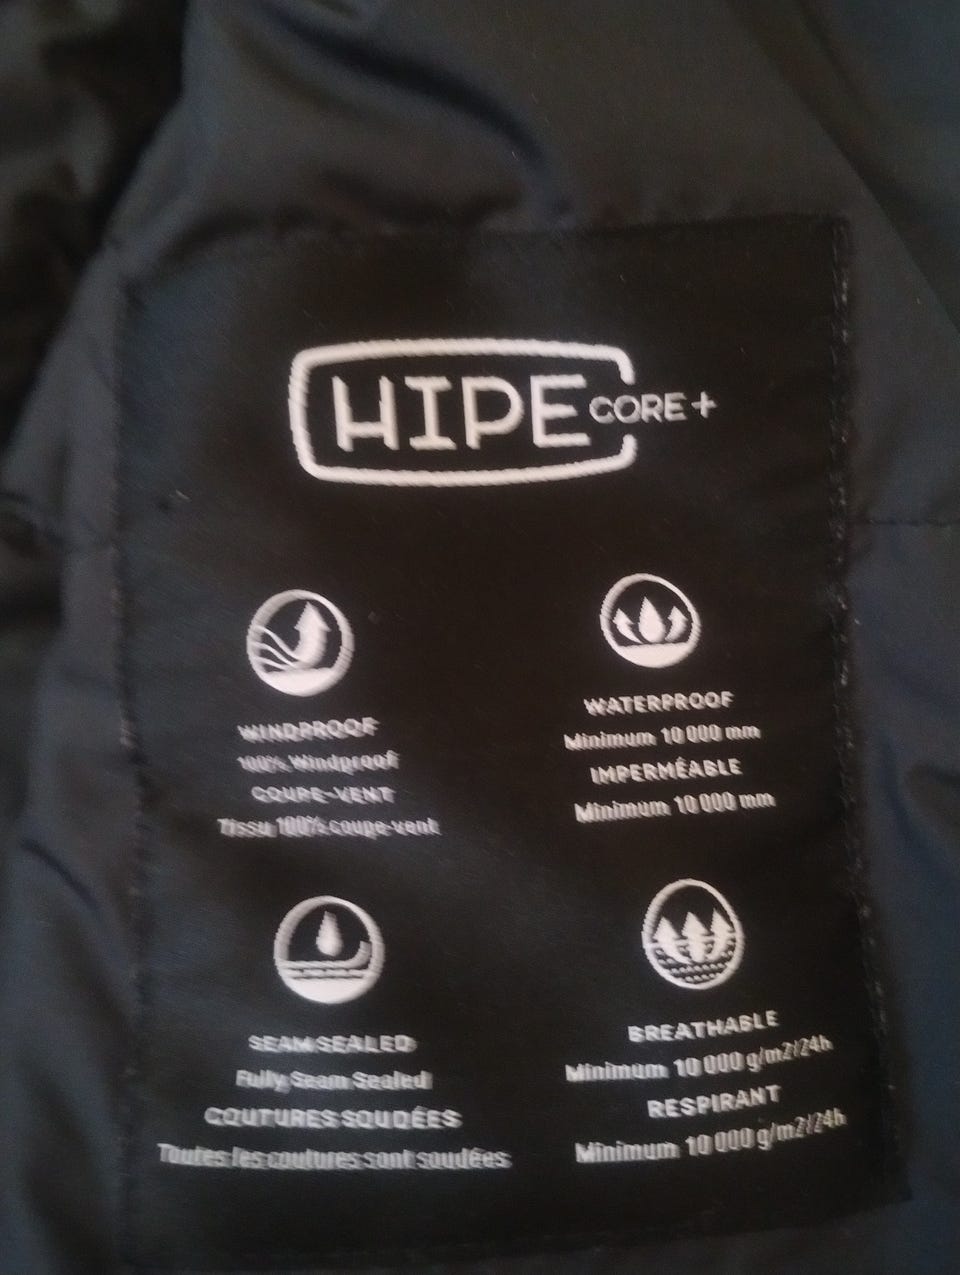 HIPE CORE+
WINDPROOF
100% Windproof
COUPE-VENT
Tissu 100% coupe-vent
WATERPROOF
Minimum 10 000 mm
IMPERMÉABLE
Minimum 10 000 mm
SEAM SEALED
Fully Seam Sealed
COUTURES SOUDÉES
Toutes les coutures sont soudées
BREATHABLE
Minimum 10 000 g/m2/24h
RESPIRANT
Minimum 10 000 g/m2/24h